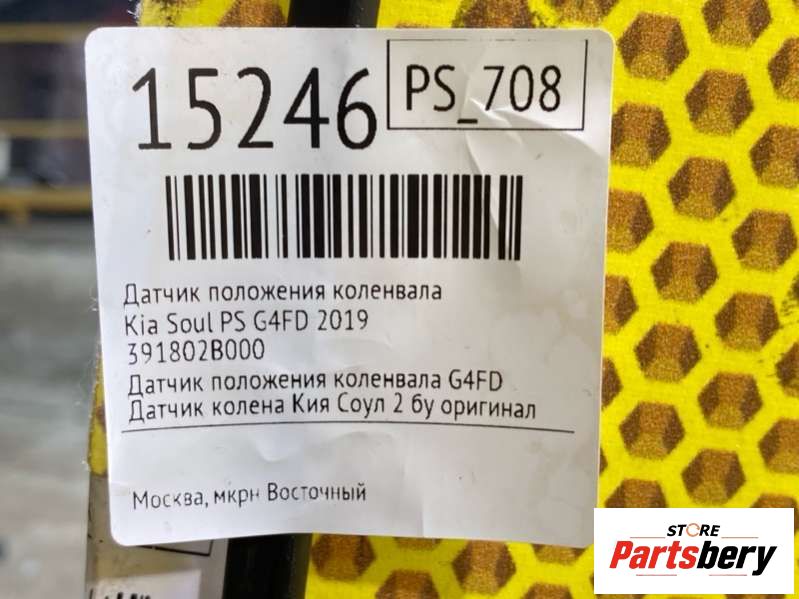 15246
PS_708
Датчик положения коленвала
Kia Soul PS G4FD 2019
391802B000
Датчик положения коленвала G4FD
Датчик колена Кия Соул 2 бу оригинал
Москва, мкрн Восточный
STORE
Partsbery